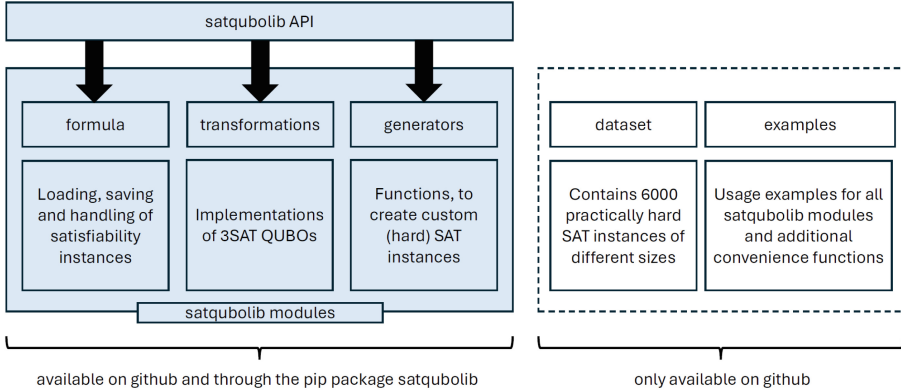 satqubolib API
formula
transformations
generators
dataset
examples
Loading, saving
and handling of
satisfiability
instances
Implementations
of 3SAT QUBOs
Functions, to
create custom
(hard) SAT
instances
Contains 6000
practically hard
SAT instances of
different sizes
Usage examples for all
satqubolib modules
and additional
convenience functions
satqubolib modules
available on github and through the pip package satqubolib
only available on github